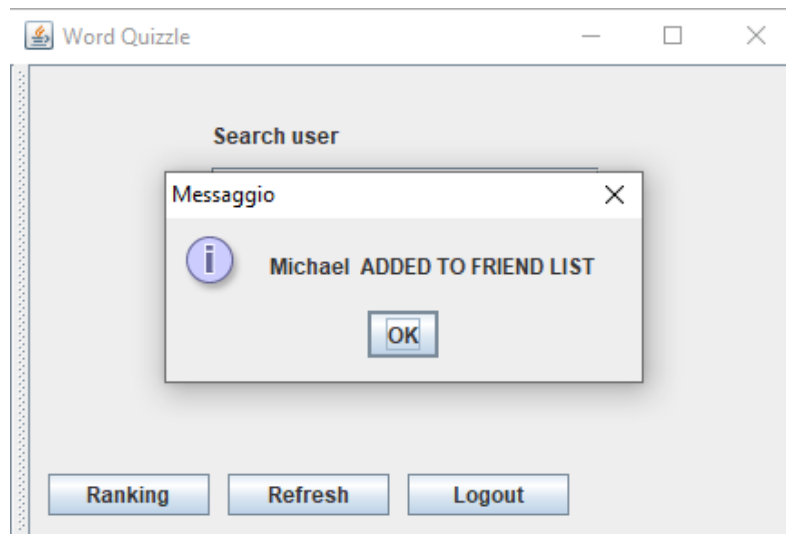 Word Quizzle
Search user
Messaggio
Michael  ADDED TO FRIEND LIST
OK
Ranking
Refresh
Logout